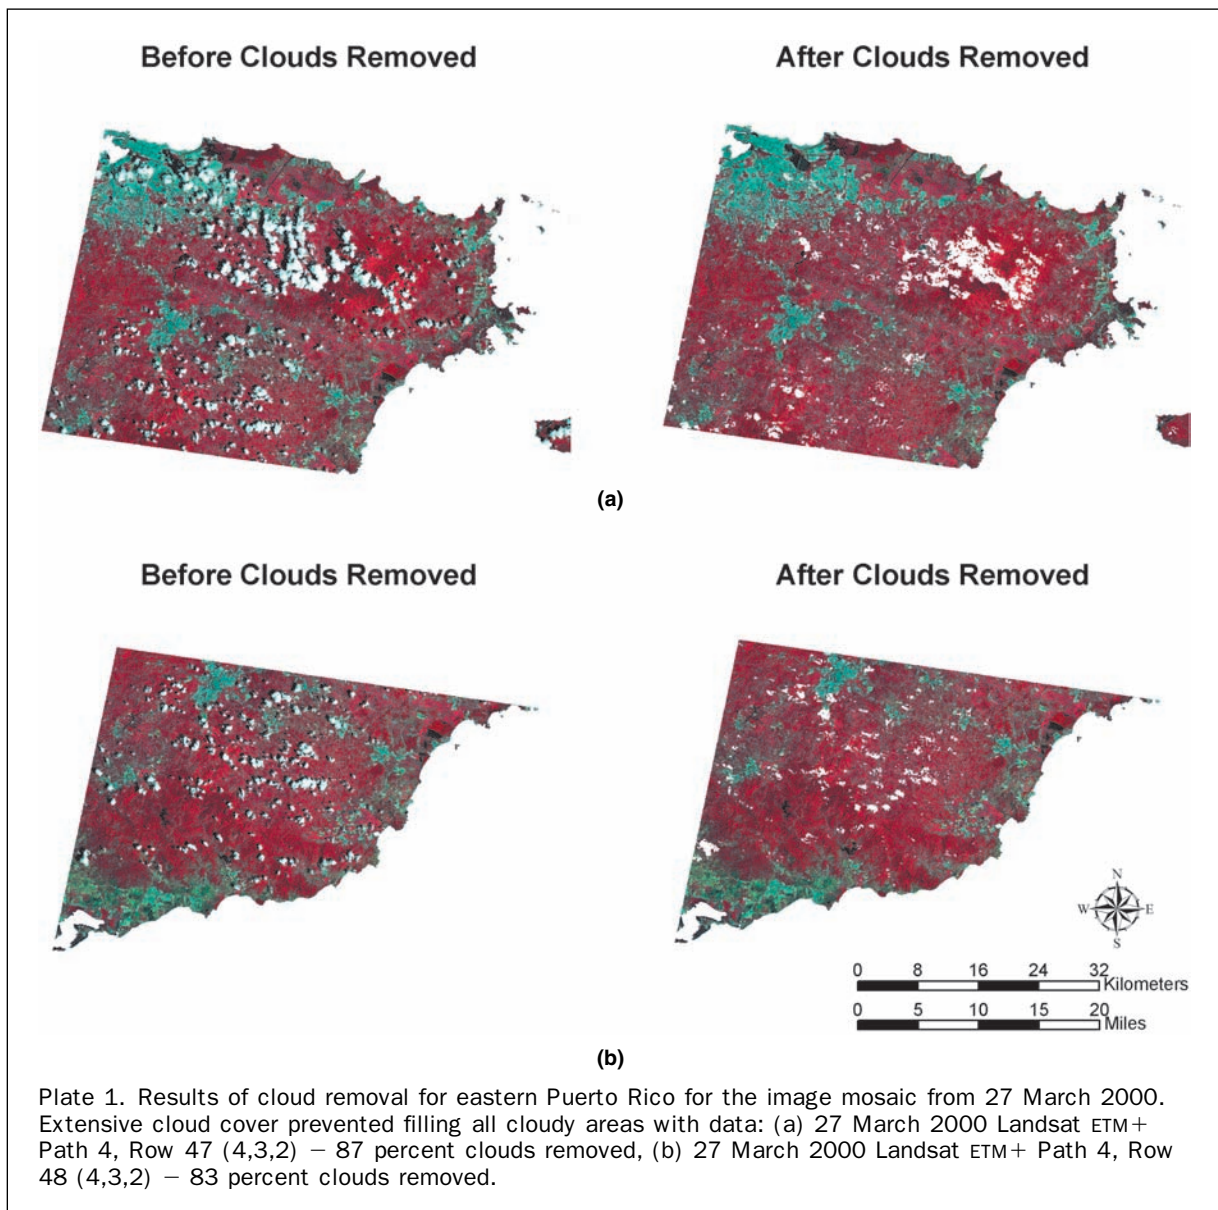 Before Clouds Removed
After Clouds Removed
(a)
Before Clouds Removed
After Clouds Removed
N
W E
S
0 8 16 24 32
Kilometers
0 5 10 15 20
Miles
(b)
Plate 1. Results of cloud removal for eastern Puerto Rico for the image mosaic from 27 March 2000.
Extensive cloud cover prevented filling all cloudy areas with data: (a) 27 March 2000 Landsat ETM+
Path 4, Row 47 (4,3,2) – 87 percent clouds removed, (b) 27 March 2000 Landsat ETM+ Path 4, Row
48 (4,3,2) – 83 percent clouds removed.